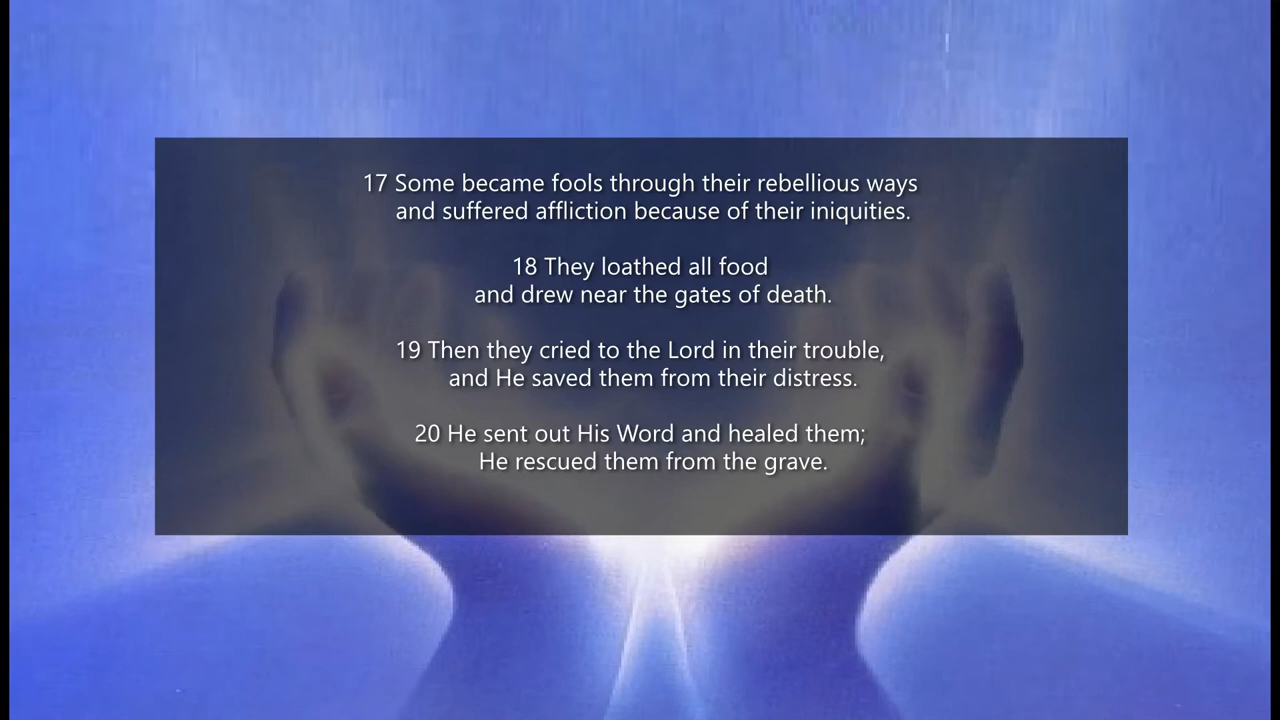 17 Some became fools through their rebellious ways
and suffered affliction because of their iniquities.
18 They loathed all food
and drew near the gates of death.
19 Then they cried to the Lord in their trouble,
and He saved them from their distress.
20 He sent out His Word and healed them;
He rescued them from the grave.